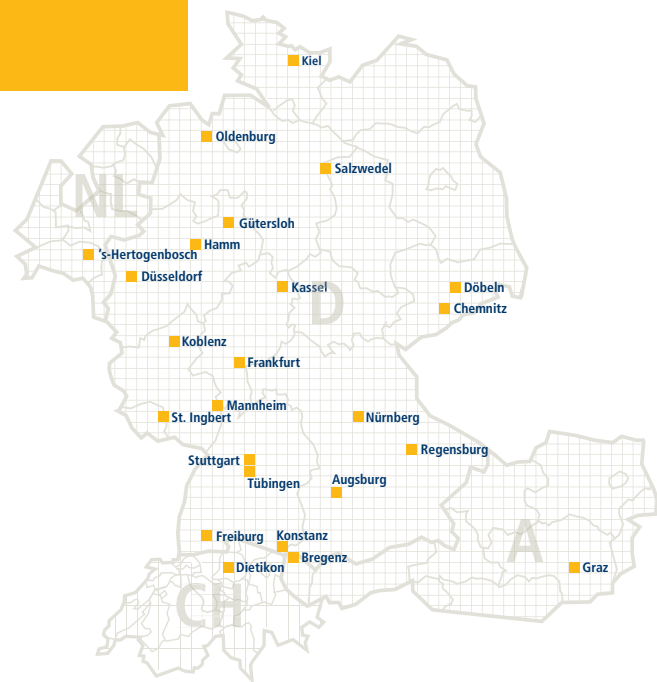 Kiel
Oldenburg
Salzwedel
NL
Gütersloh
Hamm
's-Hertogenbosch
Düsseldorf
Kassel
D
Döbeln
Chemnitz
Koblenz
Frankfurt
Mannheim
St. Ingbert
Nürnberg
Regensburg
Stuttgart
Tübingen
Augsburg
Freiburg
Konstanz
A
Bregenz
Dietikon
Graz
CH